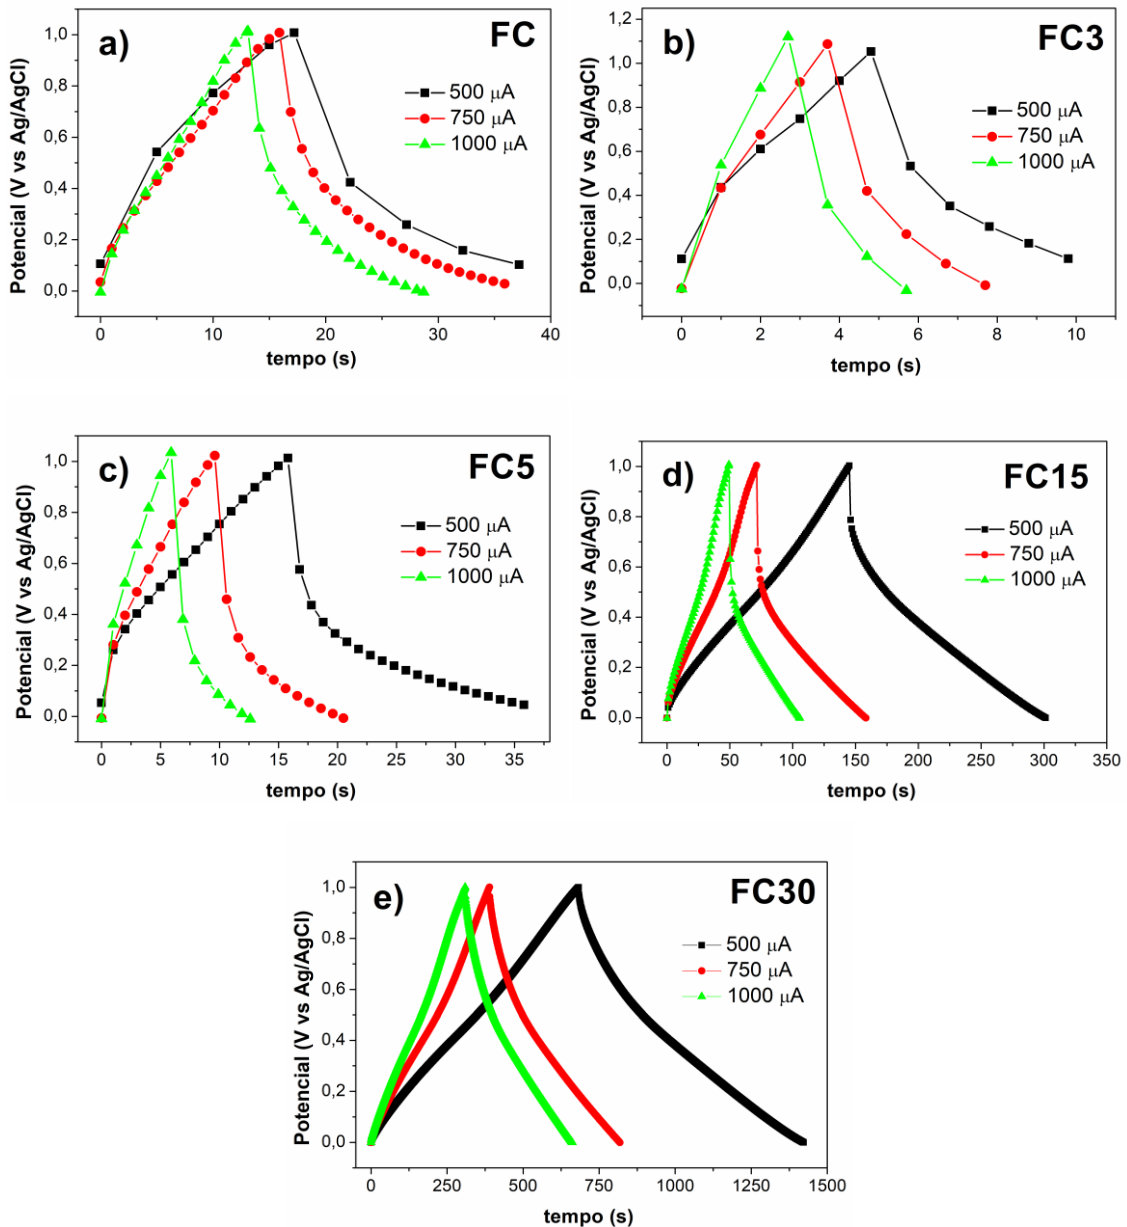 a)
FC
500 μA
750 μA
1000 μA
1,0
0,8
0,6
0,4
0,2
0,0
Potencial (V vs Ag/AgCl)
0 10 20 30 40
tempo (s)
b)
FC3
500 μA
750 μA
1000 μA
1,2
1,0
0,8
0,6
0,4
0,2
0,0
Potencial (V vs Ag/AgCl)
0 2 4 6 8 10
tempo (s)
c)
FC5
500 μA
750 μA
1000 μA
1,0
0,8
0,6
0,4
0,2
0,0
Potencial (V vs Ag/AgCl)
0 5 10 15 20 25 30 35
tempo (s)
d)
FC15
500 μA
750 μA
1000 μA
1,0
0,8
0,6
0,4
0,2
0,0
Potencial (V vs Ag/AgCl)
0 50 100 150 200 250 300 350
tempo (s)
e)
FC30
500 μA
750 μA
1000 μA
1,0
0,8
0,6
0,4
0,2
0,0
Potencial (V vs Ag/AgCl)
0 250 500 750 1000 1250 1500
tempo (s)